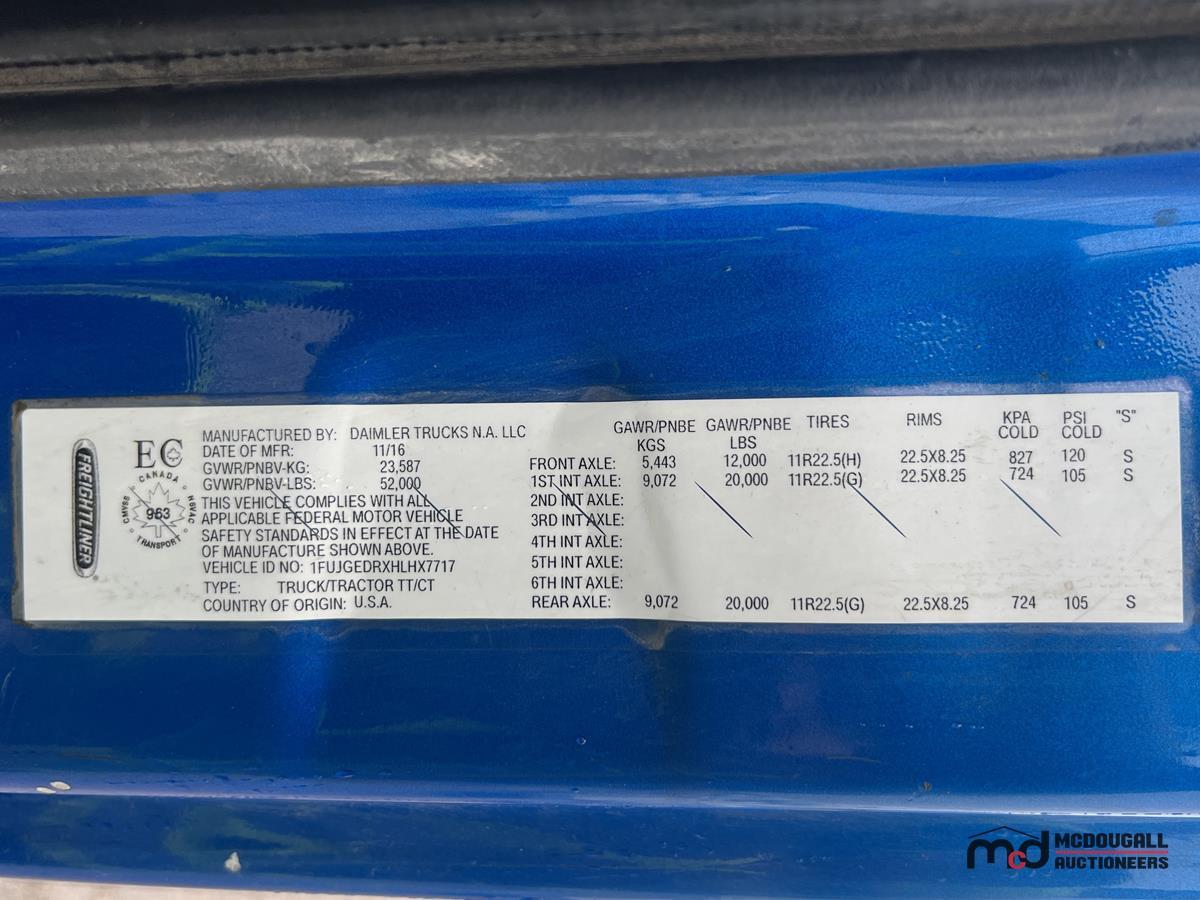 FREIGHTLINER
EC
CANADA
CMVSS 953 NSVAC
TRANSPORT
MANUFACTURED BY: DAIMLER TRUCKS N.A. LLC
DATE OF MFR: 11/16
GVWR/PNBV-KG: 23,587
GVWR/PNBV-LBS: 52,000
THIS VEHICLE COMPLIES WITH ALL
APPLICABLE FEDERAL MOTOR VEHICLE
SAFETY STANDARDS IN EFFECT AT THE DATE
OF MANUFACTURE SHOWN ABOVE.
VEHICLE ID NO: 1FUJGEDRXHLHX7717
TYPE: TRUCK/TRACTOR TT/CT
COUNTRY OF ORIGIN: U.S.A.
GAWR/PNBE GAWR/PNBE TIRES RIMS KPA PSI "S"
KGS LBS COLD COLD
FRONT AXLE: 5,443 12,000 11R22.5(H) 22.5X8.25 827 120 S
1ST INT AXLE: 9,072 20,000 11R22.5(G) 22.5X8.25 724 105 S
2ND INT AXLE:
3RD INT AXLE:
4TH INT AXLE:
5TH INT AXLE:
6TH INT AXLE:
REAR AXLE: 9,072 20,000 11R22.5(G) 22.5X8.25 724 105 S
mcd MCDOUGALL
AUCTIONEERS